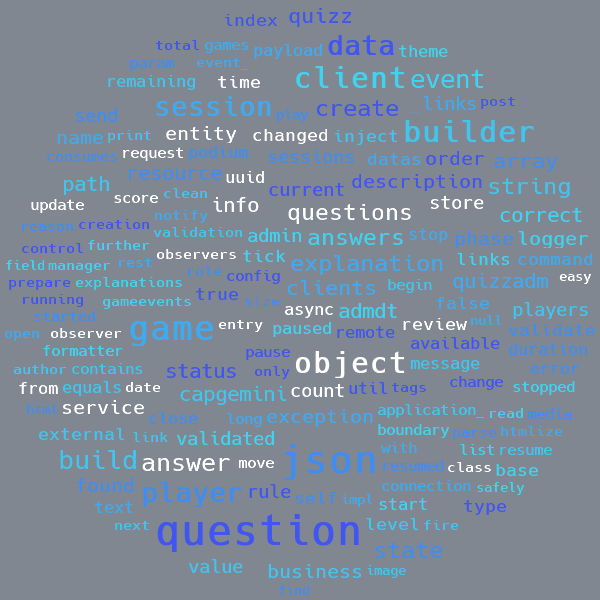 index quizz
total games payload data theme
param event
remaining time client event
send session play create links post
name print entity changed inject builder
consumes request podium sessions datas order array
path resource uuid current description string
update score clean info questions store correct
reason creation notify
control further validation admin answers stop phase logger
field manager rest observers tick explanation links command
prepare explanations rule config clients begin quizzadm easy
running gameevents true size async admdt false players
started game entry paused remote review null validate
open observer
formatter pause available duration
author contains status only object message error
from equals date capgemini count util tags change stopped
html service close long exception application_ read media
external link validated boundary parse htmlize
build answer move json with list resume
resumed class base
found player rule self impl connection safely
text start type
next question level fire
state
value business image
find